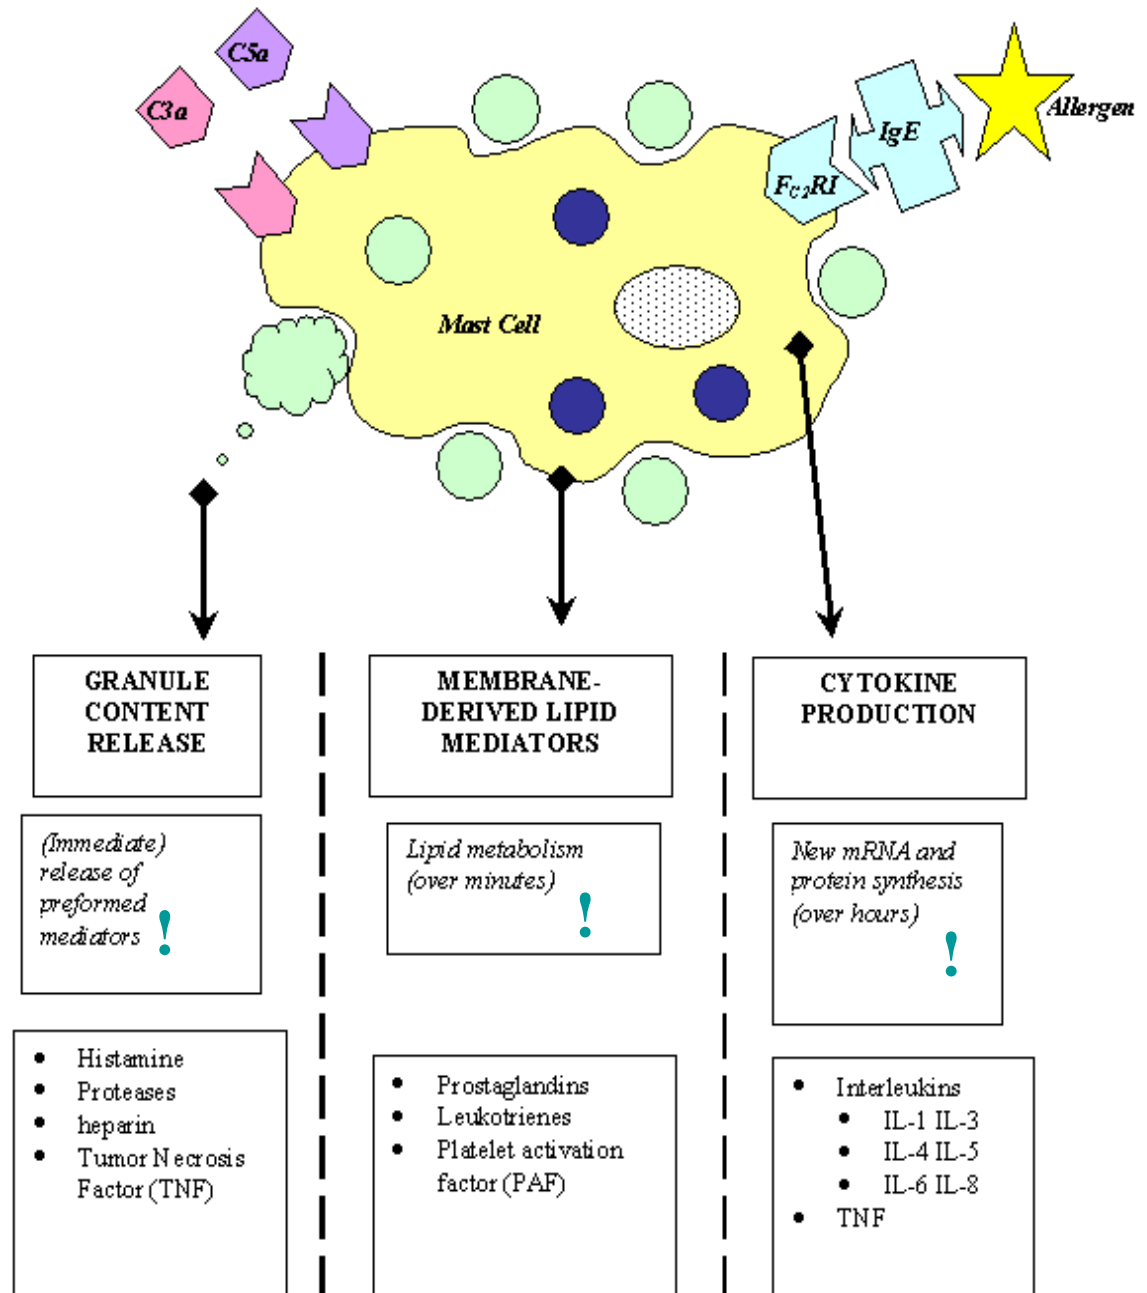 C5a
C3a
Allergen
IgE
FC2RI
Mast Cell
GRANULE
CONTENT
RELEASE
(Immediate)
release of
preformed
mediators !
• Histamine
• Proteases
• heparin
• Tumor Necrosis
Factor (TNF)
MEMBRANE-
DERIVED LIPID
MEDIATORS
Lipid metabolism
(over minutes)
!
• Prostaglandins
• Leukotrienes
• Platelet activation
factor (PAF)
CYTOKINE
PRODUCTION
New mRNA and
protein synthesis
(over hours)
!
• Interleukins
• IL-1 IL-3
• IL-4 IL-5
• IL-6 IL-8
• TNF